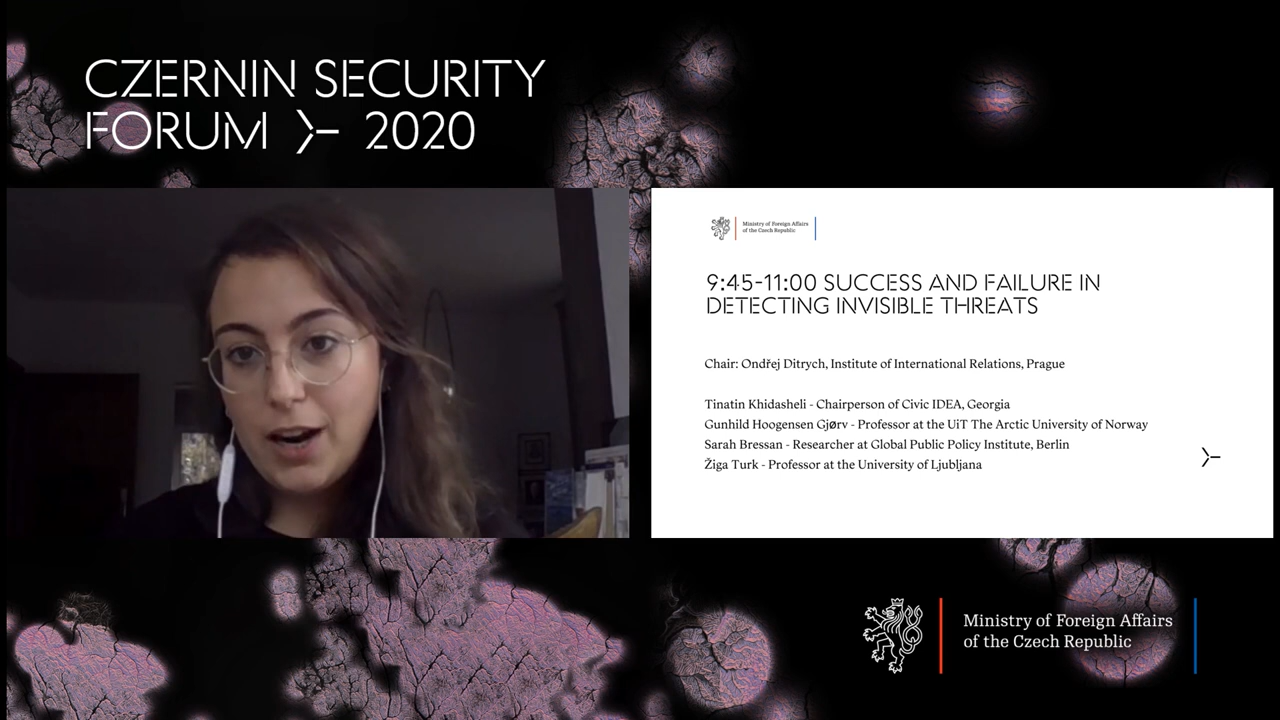 CZERNIN SECURITY
FORUM >- 2020
Ministry of Foreign Affairs
of the Czech Republic
9:45-11:00 SUCCESS AND FAILURE IN
DETECTING INVISIBLE THREATS
Chair: Ondřej Ditrych, Institute of International Relations, Prague
Tinatin Khidasheli - Chairperson of Civic IDEA, Georgia
Gunhild Hoogensen Gjørv - Professor at the UiT The Arctic University of Norway
Sarah Bressan - Researcher at Global Public Policy Institute, Berlin
Žiga Turk - Professor at the University of Ljubljana
>-
Ministry of Foreign Affairs
of the Czech Republic